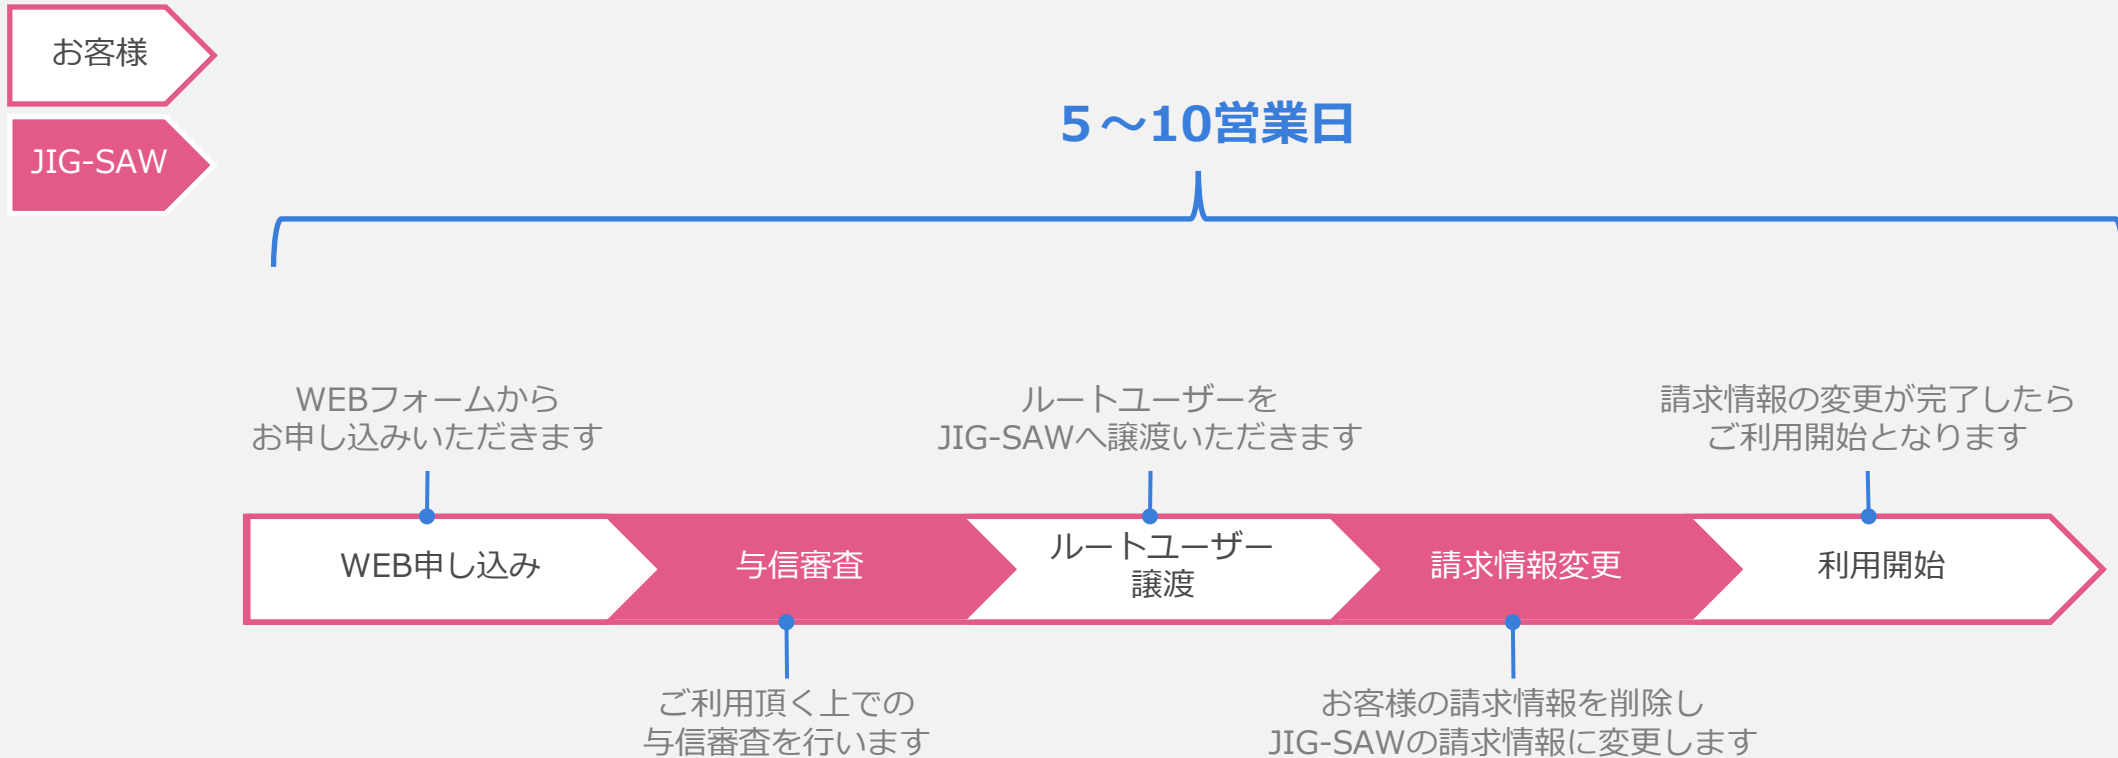 お客様
JIG-SAW
5～10営業日
WEBフォームから
お申し込みいただきます
ルートユーザーを
JIG-SAWへ譲渡いただきます
請求情報の変更が完了したら
ご利用開始となります
WEB申し込み
与信審査
ルートユーザー
譲渡
請求情報変更
利用開始
ご利用頂く上での
与信審査を行います
お客様の請求情報を削除し
JIG-SAWの請求情報に変更します